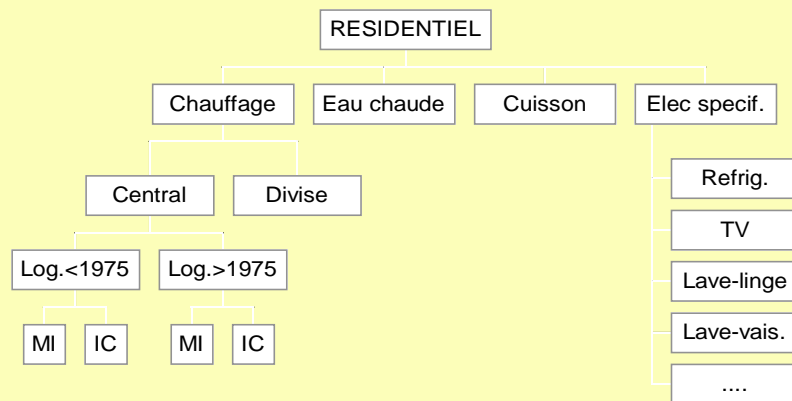 RESIDENTIEL
Chauffage
Eau chaude
Cuisson
Elec specif.
Central
Divise
Log.<1975
Log.>1975
MI
IC
MI
IC
Refrig.
TV
Lave-linge
Lave-vais.
....